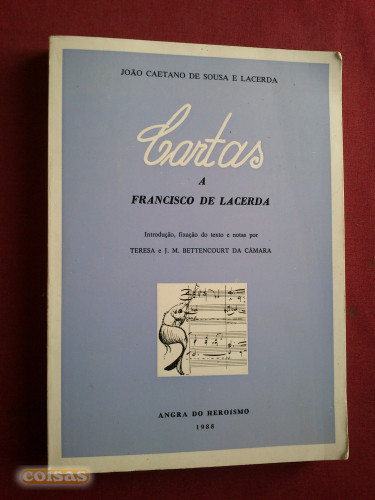 JOÃO CAETANO DE SOUSA E LACERDA
Cartas
A
FRANCISCO DE LACERDA
Introdução, fixação do texto e notas por
TERESA e J. M. BETTENCOURT DA CÂMARA
ANGRA DO HEROISMO
1988
coisas